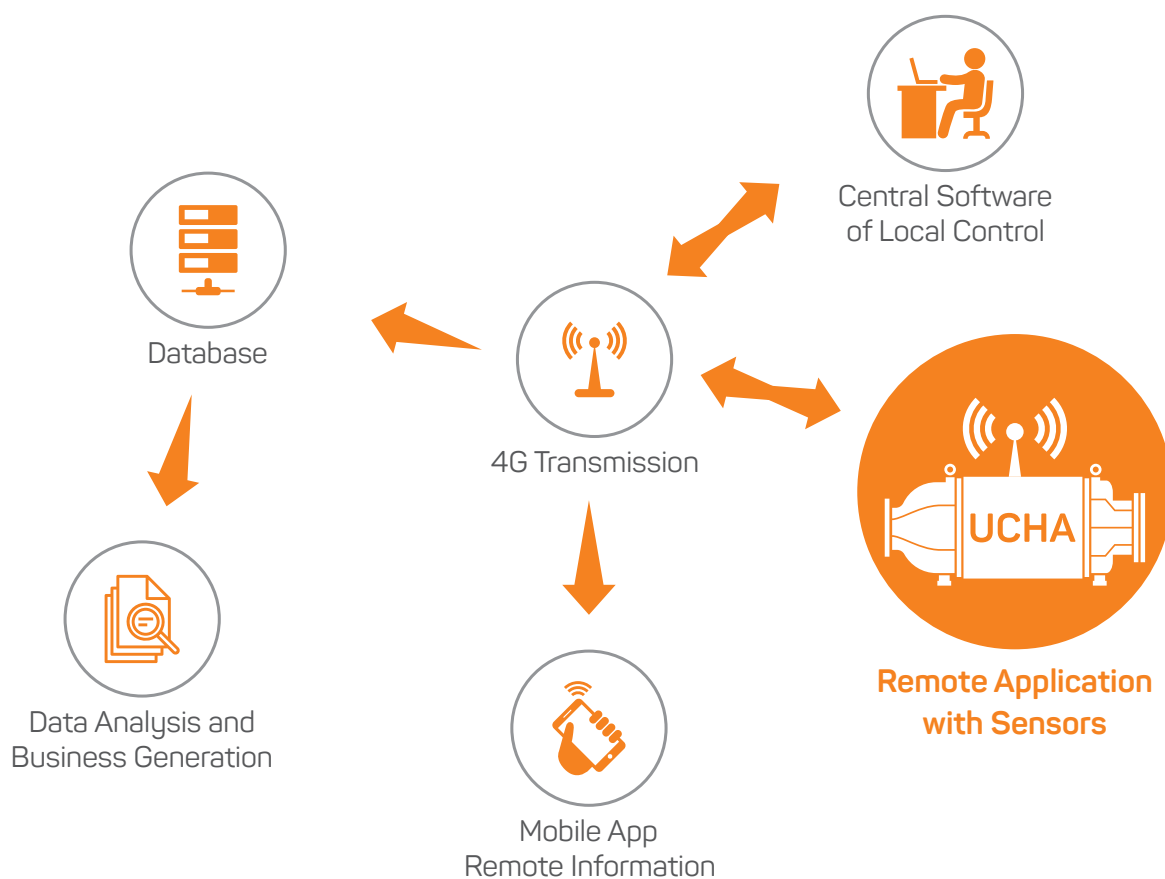 Central Software
of Local Control
Database
4G Transmission
UCHA
Remote Application
with Sensors
Data Analysis and
Business Generation
Mobile App
Remote Information